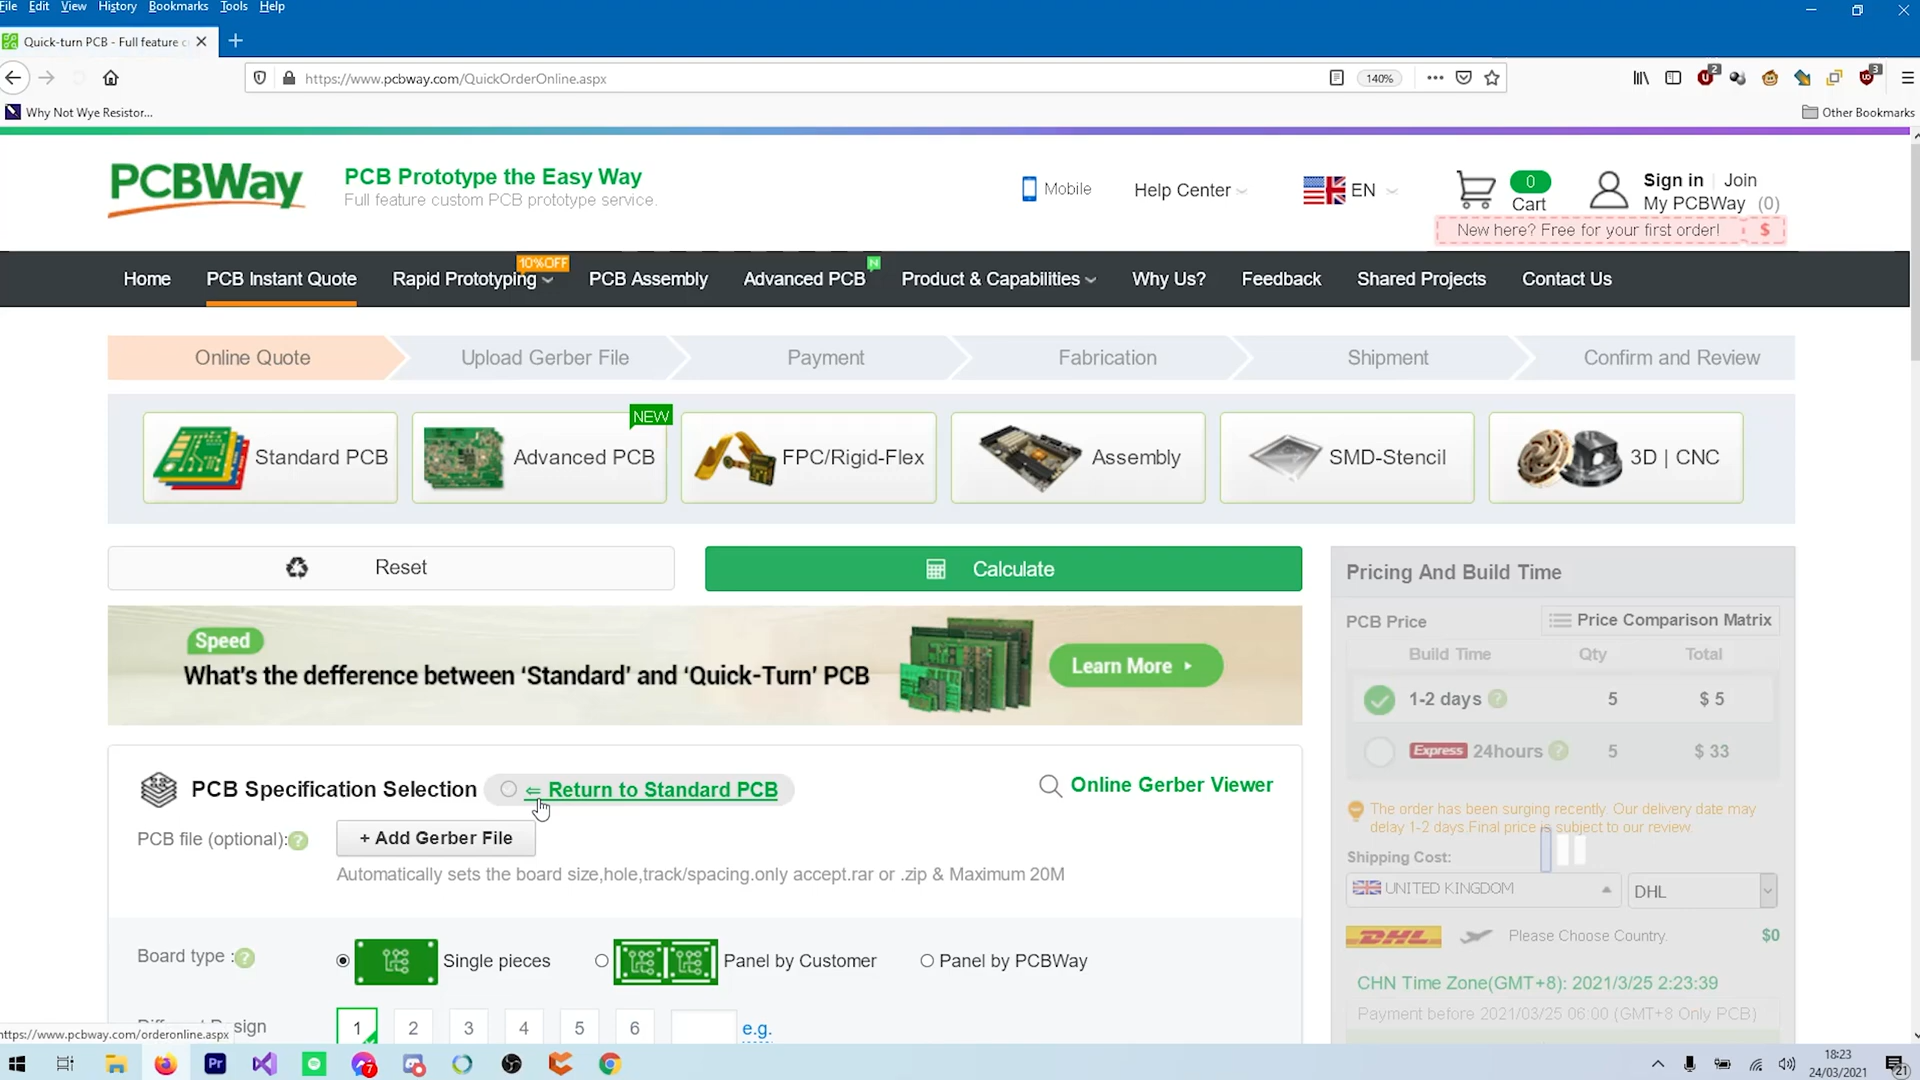 File Edit View History Bookmarks Tools Help
Quick-turn PCB - Full feature c
https://www.pcbway.com/QuickOrderOnline.aspx
140%
2
3
Why Not Wye Resistor...
Other Bookmarks
PCBWay
PCB Prototype the Easy Way
Full feature custom PCB prototype service.
Mobile
Help Center
EN
0
Cart
Sign in | Join
My PCBWay (0)
New here? Free for your first order! $
10%OFF
N
Home PCB Instant Quote Rapid Prototyping PCB Assembly Advanced PCB Product & Capabilities Why Us? Feedback Shared Projects Contact Us
Online Quote Upload Gerber File Payment Fabrication Shipment Confirm and Review
NEW
Standard PCB Advanced PCB FPC/Rigid-Flex Assembly SMD-Stencil 3D | CNC
Reset
Calculate
Speed
What's the defference between ‘Standard’ and ‘Quick-Turn’ PCB
Learn More
PCB Specification Selection
⇐ Return to Standard PCB
Online Gerber Viewer
PCB file (optional):?
+ Add Gerber File
Automatically sets the board size,hole,track/spacing.only accept.rar or .zip & Maximum 20M
Board type :?
Single pieces
Panel by Customer
Panel by PCBWay
1 2 3 4 5 6 e.g.
Pricing And Build Time
PCB Price
Price Comparison Matrix
Build Time Qty Total
1-2 days ? 5 $ 5
Express 24hours ? 5 $ 33
The order has been surging recently. Our delivery date may
delay 1-2 days.Final price is subject to our review.
Shipping Cost:
UNITED KINGDOM
DHL
DHL Please Choose Country. $0
CHN Time Zone(GMT+8): 2021/3/25 2:23:39
Payment before 2021/03/25 06:00 (GMT+8 Only PCB)
https://www.pcbway.com/orderonline.aspx
Pr
7
18:23
24/03/2021
21